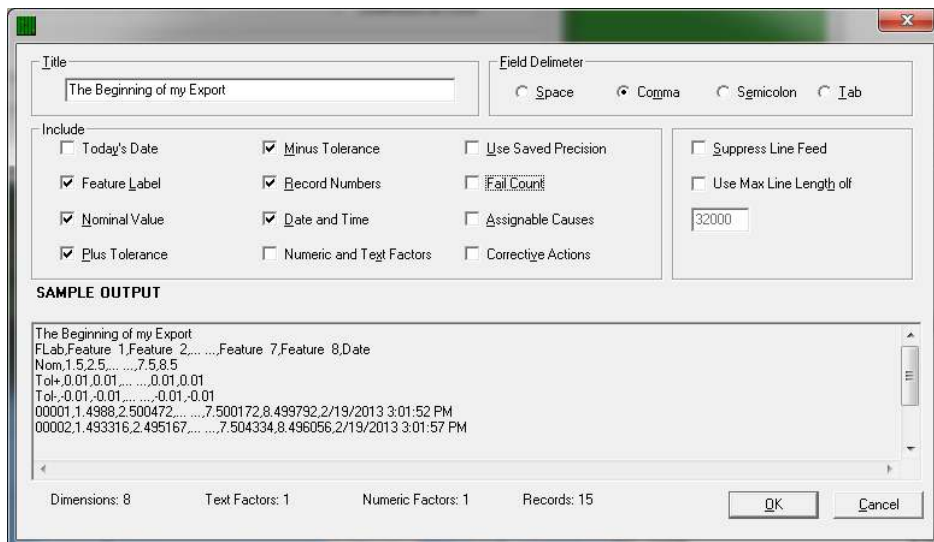 Title
The Beginning of my Export
Field Delimeter
Space
Comma
Semicolon
Tab
Include
Today's Date
Minus Tolerance
Use Saved Precision
Suppress Line Feed
Feature Label
Record Numbers
Fail Count
Use Max Line Length olf
Nominal Value
Date and Time
Assignable Causes
32000
Plus Tolerance
Numeric and Text Factors
Corrective Actions
SAMPLE OUTPUT
The Beginning of my Export
FLab,Feature 1,Feature 2,... ...,Feature 7,Feature 8,Date
Nom,1.5,2.5,... ...,7.5,8.5
Tol+,0.01,0.01,... ...,0.01,0.01
Tol-,-0.01,-0.01,... ...,-0.01,-0.01
00001,1.4988,2.500472,... ...,7.500172,8.499792,2/19/2013 3:01:52 PM
00002,1.493316,2.495167,... ...,7.504334,8.496056,2/19/2013 3:01:57 PM
Dimensions: 8
Text Factors: 1
Numeric Factors: 1
Records: 15
OK
Cancel